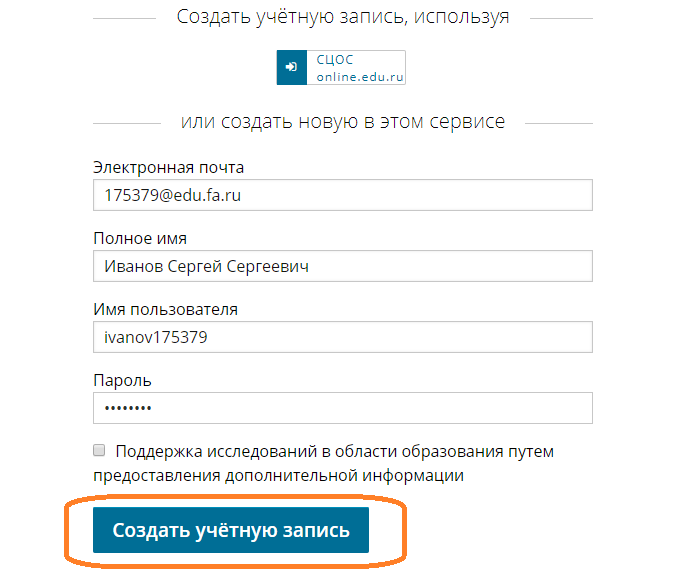 Создать учётную запись, используя
СЦОС
online.edu.ru
или создать новую в этом сервисе
Электронная почта
175379@edu.fa.ru
Полное имя
Иванов Сергей Сергеевич
Имя пользователя
ivanov175379
Пароль
••••••••
Поддержка исследований в области образования путем
предоставления дополнительной информации
Создать учётную запись